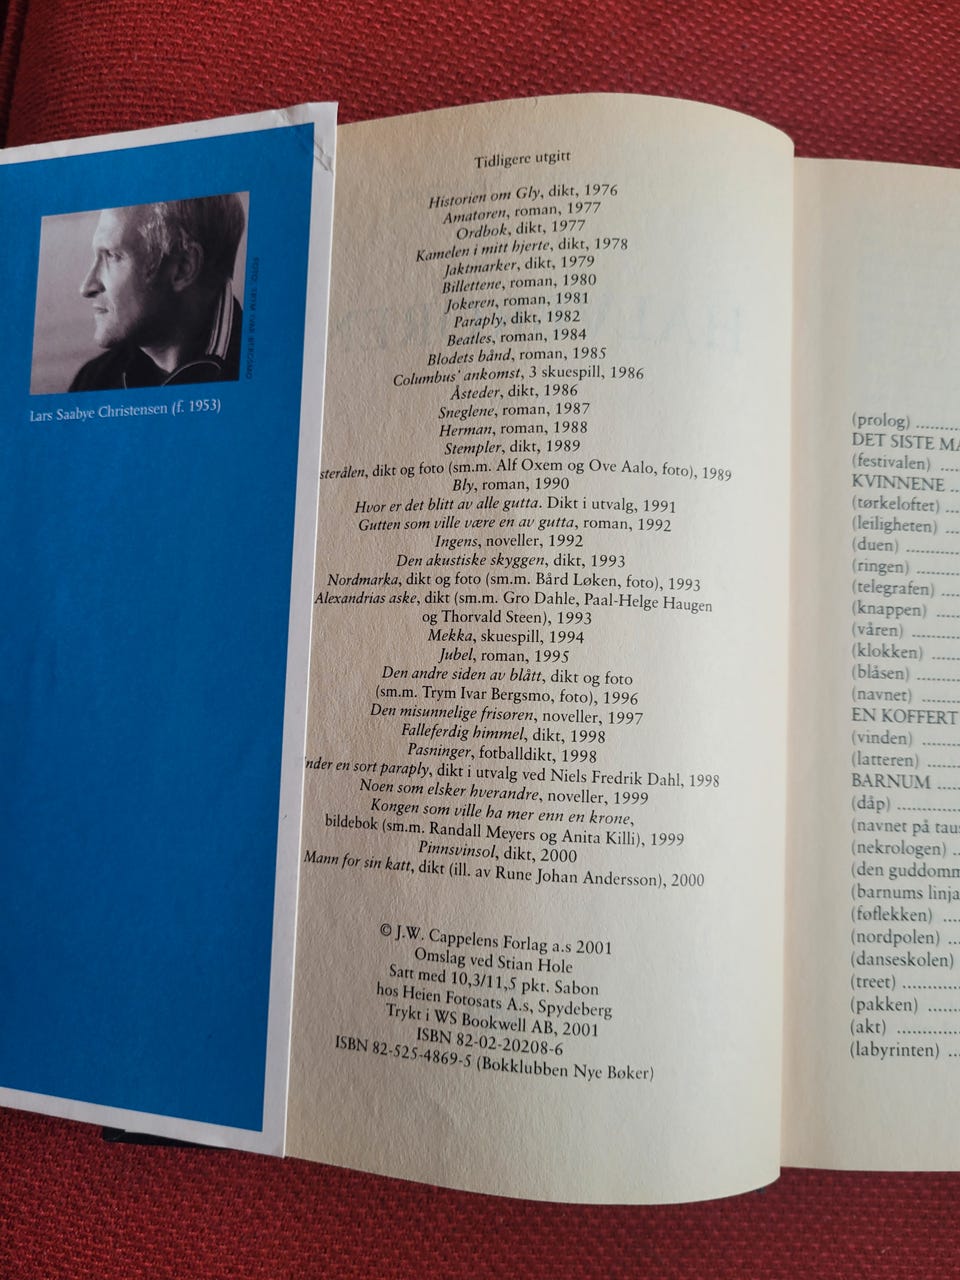 FOTO: TRYM IVAR BERGSMO
Lars Saabye Christensen (f. 1953)
Tidligere utgitt
Historien om Gly, dikt, 1976
Amatøren, roman, 1977
Ordbok, dikt, 1977
Kamelen i mitt hjerte, dikt, 1978
Jaktmarker, dikt, 1979
Billettene, roman, 1980
Jokeren, roman, 1981
Paraply, dikt, 1982
Beatles, roman, 1984
Blodets bånd, roman, 1985
Columbus' ankomst, 3 skuespill, 1986
Åsteder, dikt, 1986
Sneglene, roman, 1987
Herman, roman, 1988
Stempler, dikt, 1989
sterålen, dikt og foto (sm.m. Alf Oxem og Ove Aalo, foto), 1989
Bly, roman, 1990
Hvor er det blitt av alle gutta. Dikt i utvalg, 1991
Gutten som ville være en av gutta, roman, 1992
Ingens, noveller, 1992
Den akustiske skyggen, dikt, 1993
Nordmarka, dikt og foto (sm.m. Bård Løken, foto), 1993
Alexandrias aske, dikt (sm.m. Gro Dahle, Paal-Helge Haugen
og Thorvald Steen), 1993
Mekka, skuespill, 1994
Jubel, roman, 1995
Den andre siden av blått, dikt og foto
(sm.m. Trym Ivar Bergsmo, foto), 1996
Den misunnelige frisøren, noveller, 1997
Falleferdig himmel, dikt, 1998
Pasninger, fotballdikt, 1998
nder en sort paraply, dikt i utvalg ved Niels Fredrik Dahl, 1998
Noen som elsker hverandre, noveller, 1999
Kongen som ville ha mer enn en krone,
bildebok (sm.m. Randall Meyers og Anita Killi), 1999
Pinnsvinsol, dikt, 2000
Mann for sin katt, dikt (ill. av Rune Johan Andersson), 2000
© J.W. Cappelens Forlag a.s 2001
Omslag ved Stian Hole
Satt med 10,3/11,5 pkt. Sabon
hos Heien Fotosats A.s, Spydeberg
Trykt i WS Bookwell AB, 2001
ISBN 82-02-20208-6
ISBN 82-525-4869-5 (Bokklubben Nye Bøker)
(prolog) ..........
DET SISTE MA
(festivalen) ....
KVINNENE ..
(tørkeloftet) ...
(leiligheten) ....
(duen) ..........
(ringen) ........
(telegrafen) ....
(knappen) .....
(våren) .........
(klokken) .....
(blåsen) ........
(navnet) .......
EN KOFFERT
(vinden) .......
(latteren) ......
BARNUM .....
(dåp) ...........
(navnet på taus
(nekrologen) ..
(den guddomm
(barnums linja
(føflekken) ....
(nordpolen) ...
(danseskolen)
(treet) ...........
(pakken) .......
(akt) ............
(labyrinten) ...